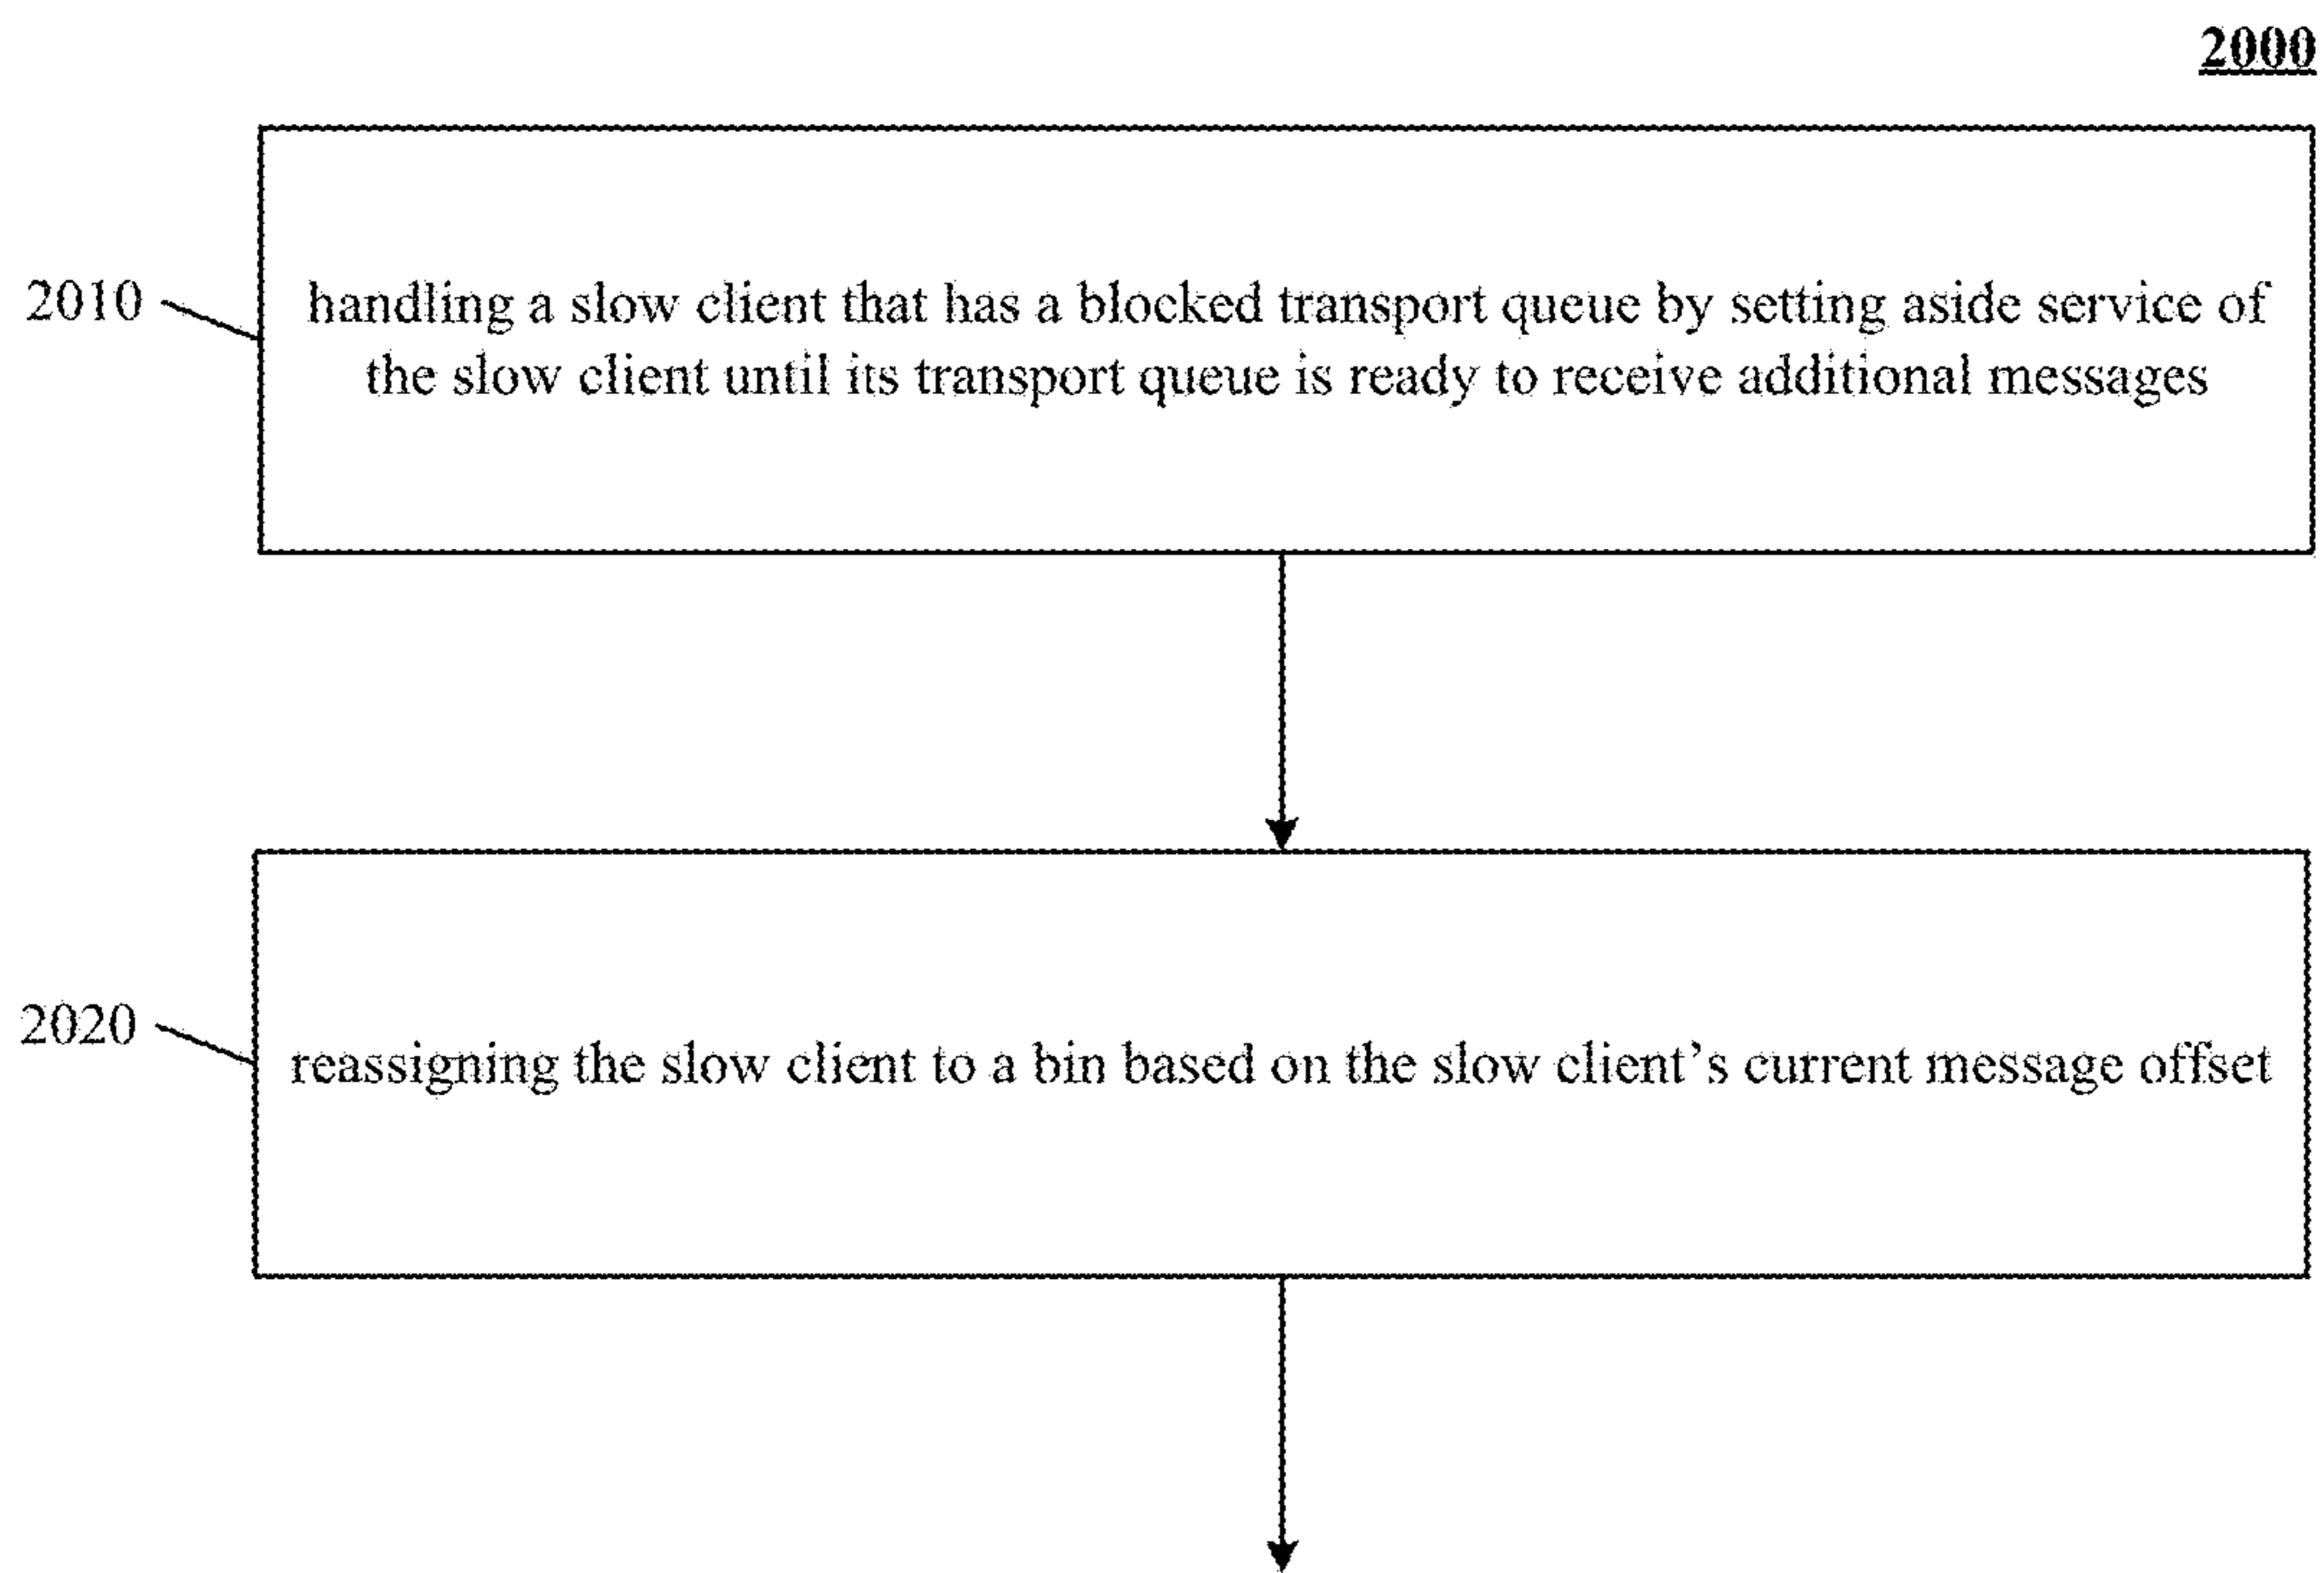 2000
2010
handling a slow client that has a blocked transport queue by setting aside service of
the slow client until its transport queue is ready to receive additional messages
2020
reassigning the slow client to a bin based on the slow client’s current message offset